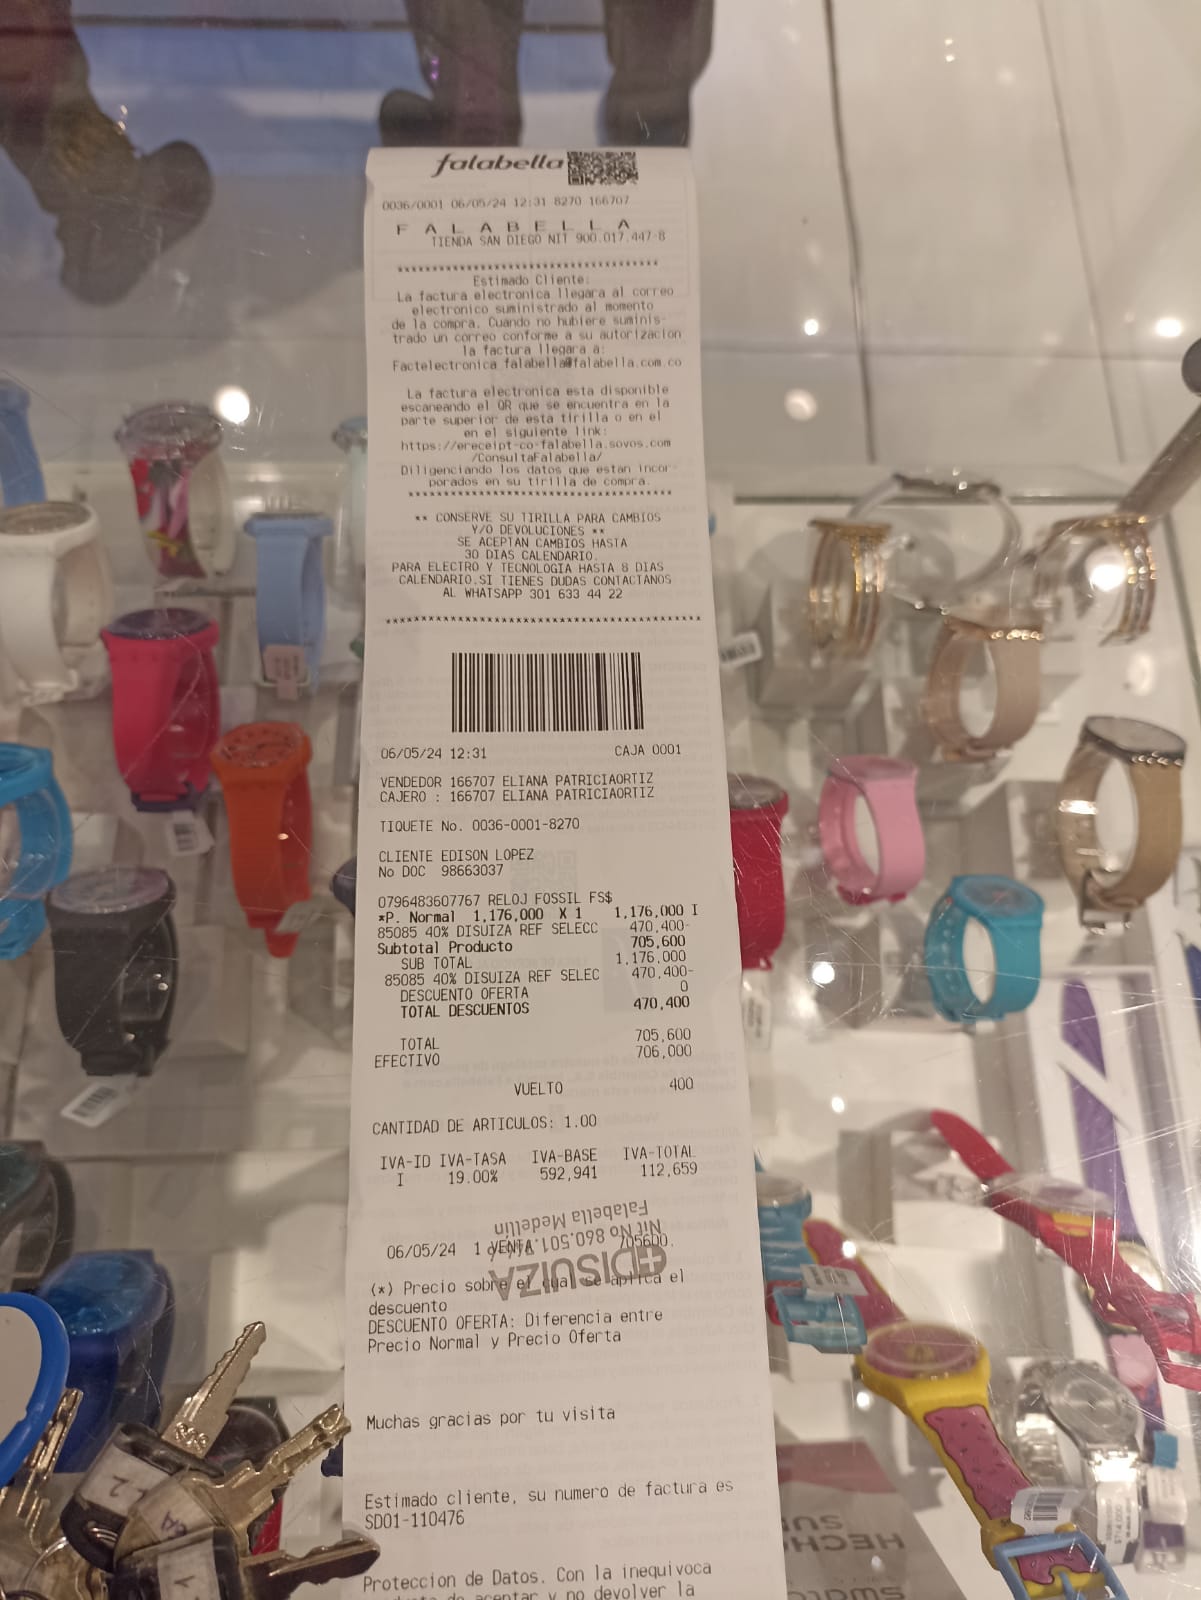 falabella
0036/0001 06/05/24 12:31 8270 166707
F A L A B E L L A
TIENDA SAN DIEGO NIT 900.017.447-8
************************************
Estimado Cliente:
La factura electronica llegara al correo
electronico suministrado al momento
de la compra. Cuando no hubiere suminis-
trado un correo conforme a su autorizacion
la factura llegara a:
Factelectronica_falabella@falabella.com.co
La factura electronica esta disponible
escaneando el QR que se encuentra en la
parte superior de esta tirilla o en el
en el siguiente link:
https://ereceipt-co-falabella.sovos.com
/ConsultaFalabella/
Diligenciando los datos que estan incor-
porados en su tirilla de compra.
************************************
** CONSERVE SU TIRILLA PARA CAMBIOS
Y/O DEVOLUCIONES **
SE ACEPTAN CAMBIOS HASTA
30 DIAS CALENDARIO.
PARA ELECTRO Y TECNOLOGIA HASTA 8 DIAS
CALENDARIO.SI TIENES DUDAS CONTACTANOS
AL WHATSAPP 301 633 44 22
******************************************
06/05/24 12:31 CAJA 0001
VENDEDOR 166707 ELIANA PATRICIAORTIZ
CAJERO : 166707 ELIANA PATRICIAORTIZ
TIQUETE No. 0036-0001-8270
CLIENTE EDISON LOPEZ
No DOC 98663037
0796483607767 RELOJ FOSSIL FS$
*P. Normal 1,176,000 X 1 1,176,000 I
85085 40% DISUIZA REF SELECC 470,400-
Subtotal Producto 705,600
SUB TOTAL 1,176,000
85085 40% DISUIZA REF SELEC 470,400-
DESCUENTO OFERTA 0
TOTAL DESCUENTOS 470,400
TOTAL 705,600
EFECTIVO 706,000
VUELTO 400
CANTIDAD DE ARTICULOS: 1.00
IVA-ID IVA-TASA IVA-BASE IVA-TOTAL
I 19.00% 592,941 112,659
Falabella Medellín
Nit No 860.501.
06/05/24 1 VENTA 705600.
DISUIZA
(*) Precio sobre el cual se aplica el
descuento
DESCUENTO OFERTA: Diferencia entre
Precio Normal y Precio Oferta
Muchas gracias por tu visita
Estimado cliente, su numero de factura es
SD01-110476
Proteccion de Datos. Con la inequivoca
de aceptar y no devolver la
swatch